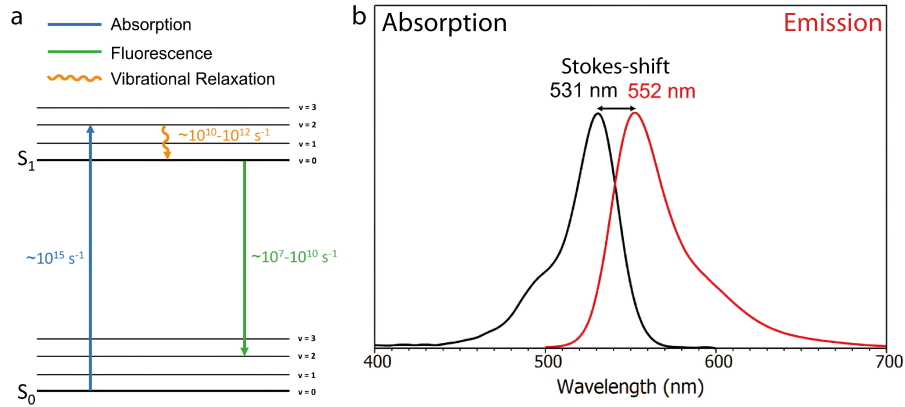 a
Absorption
Fluorescence
Vibrational Relaxation
v = 3
v = 2
~10¹⁰-10¹² s⁻¹
v = 1
S₁
v = 0
~10¹⁵ s⁻¹
~10⁷-10¹⁰ s⁻¹
v = 3
v = 2
v = 1
S₀
v = 0
b
Absorption
Emission
Stokes-shift
531 nm 552 nm
400 500 600 700
Wavelength (nm)